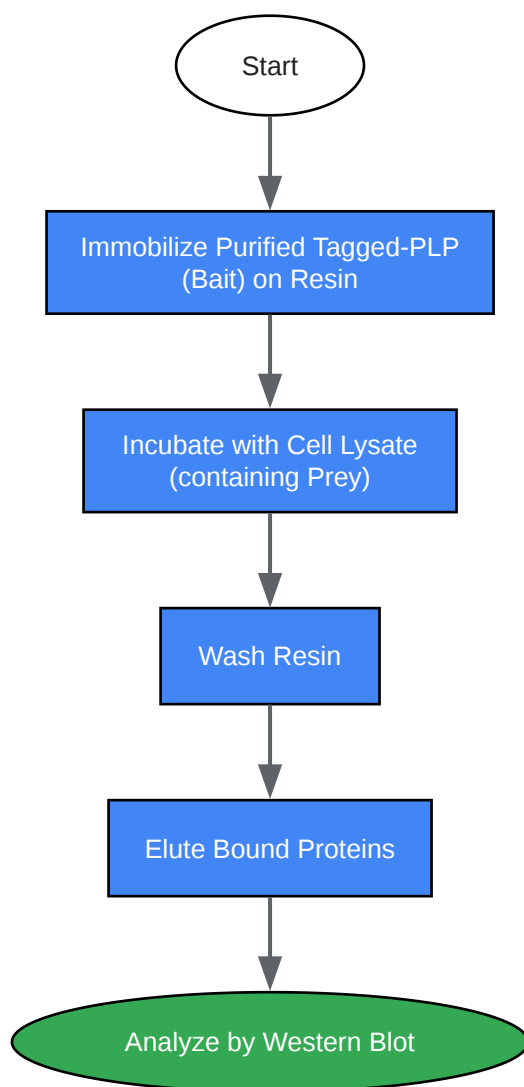 Start
Immobilize Purified Tagged-PLP
(Bait) on Resin
Incubate with Cell Lysate
(containing Prey)
Wash Resin
Elute Bound Proteins
Analyze by Western Blot